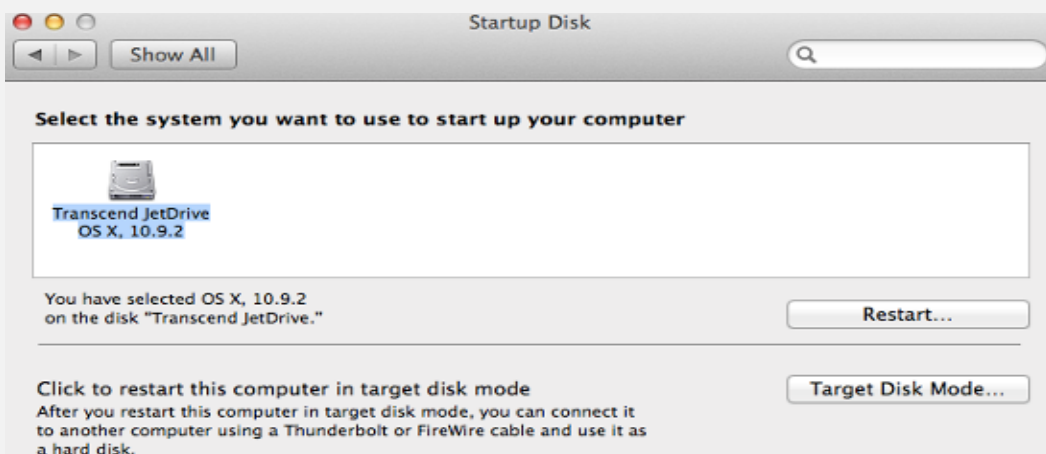 Startup Disk
Show All
Select the system you want to use to start up your computer
Transcend JetDrive
OS X, 10.9.2
You have selected OS X, 10.9.2
on the disk "Transcend JetDrive."
Restart...
Click to restart this computer in target disk mode
Target Disk Mode...
After you restart this computer in target disk mode, you can connect it
to another computer using a Thunderbolt or FireWire cable and use it as
a hard disk.